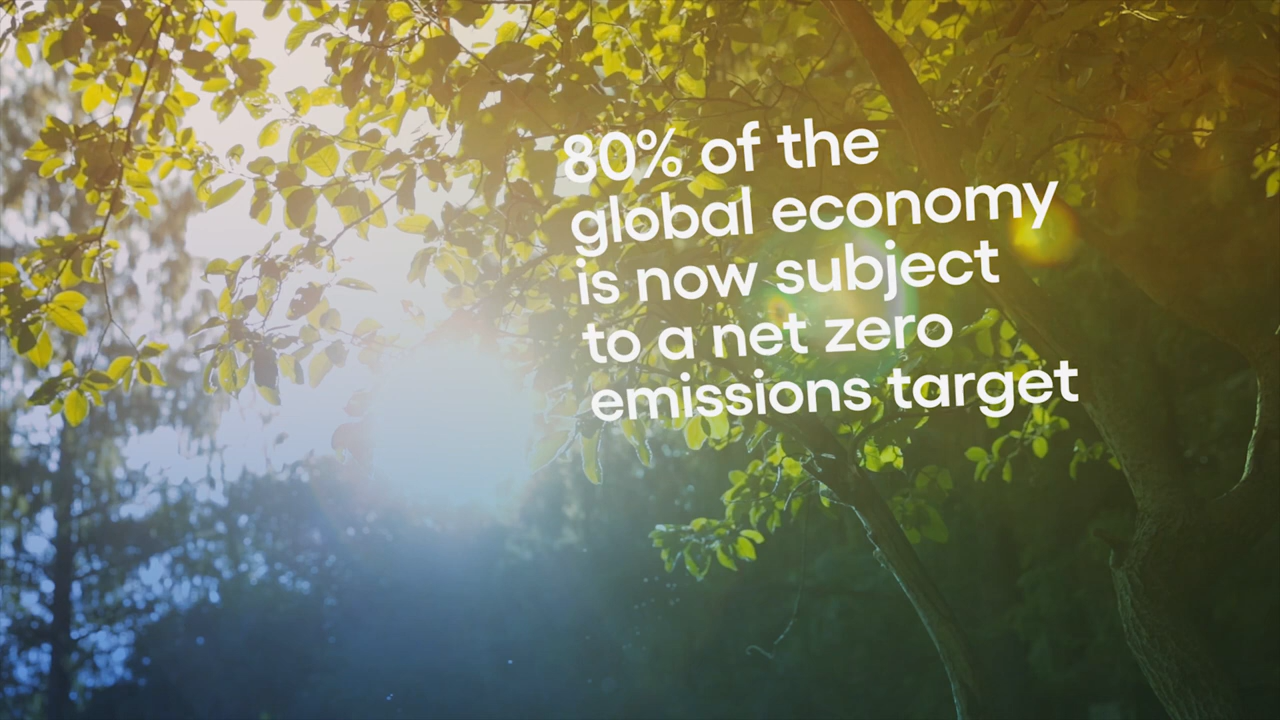 80% of the
global economy
is now subject
to a net zero
emissions target